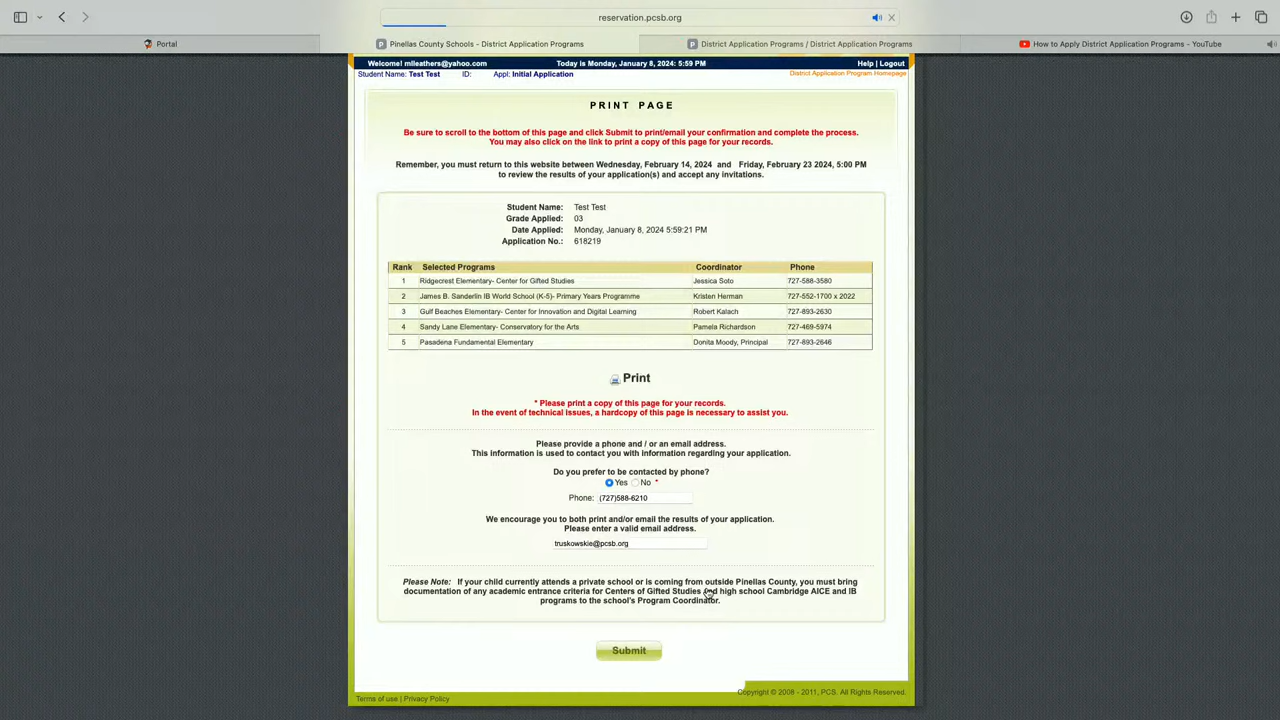 reservation.pcsb.org
Portal
Pinellas County Schools - District Application Programs
District Application Programs / District Application Programs
How to Apply District Application Programs - YouTube
Welcome! mlleathers@yahoo.com Today is Monday, January 8, 2024: 5:59 PM Help | Logout
Student Name: Test Test ID: Appl: Initial Application District Application Program Homepage
PRINT PAGE
Be sure to scroll to the bottom of this page and click Submit to print/email your confirmation and complete the process.
You may also click on the link to print a copy of this page for your records.
Remember, you must return to this website between Wednesday, February 14, 2024 and Friday, February 23 2024, 5:00 PM
to review the results of your application(s) and accept any invitations.
Student Name: Test Test
Grade Applied: 03
Date Applied: Monday, January 8, 2024 5:59:21 PM
Application No.: 618219
Rank Selected Programs Coordinator Phone
1 Ridgecrest Elementary- Center for Gifted Studies Jessica Soto 727-588-3580
2 James B. Sanderlin IB World School (K-5)- Primary Years Programme Kristen Herman 727-552-1700 x 2022
3 Gulf Beaches Elementary- Center for Innovation and Digital Learning Robert Kalach 727-893-2630
4 Sandy Lane Elementary- Conservatory for the Arts Pamela Richardson 727-469-5974
5 Pasadena Fundamental Elementary Donita Moody, Principal 727-893-2646
Print
* Please print a copy of this page for your records.
In the event of technical issues, a hardcopy of this page is necessary to assist you.
Please provide a phone and / or an email address.
This information is used to contact you with information regarding your application.
Do you prefer to be contacted by phone?
Yes No *
Phone: (727)588-6210
We encourage you to both print and/or email the results of your application.
Please enter a valid email address.
truskowskie@pcsb.org
Please Note: If your child currently attends a private school or is coming from outside Pinellas County, you must bring
documentation of any academic entrance criteria for Centers of Gifted Studies and high school Cambridge AICE and IB
programs to the school's Program Coordinator.
Submit
Copyright © 2008 - 2011, PCS. All Rights Reserved.
Terms of use | Privacy Policy